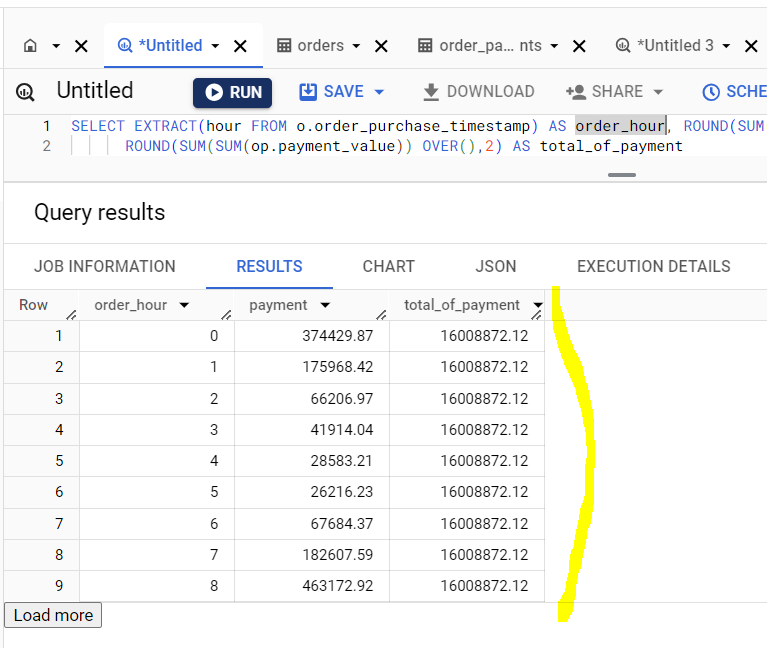 *Untitled orders order_pa... nts *Untitled 3
Untitled RUN SAVE DOWNLOAD SHARE SCHE
1 SELECT EXTRACT(hour FROM o.order_purchase_timestamp) AS order_hour, ROUND(SUM
2 ROUND(SUM(SUM(op.payment_value)) OVER(),2) AS total_of_payment
Query results
JOB INFORMATION RESULTS CHART JSON EXECUTION DETAILS
Row order_hour payment total_of_payment
1 0 374429.87 16008872.12
2 1 175968.42 16008872.12
3 2 66206.97 16008872.12
4 3 41914.04 16008872.12
5 4 28583.21 16008872.12
6 5 26216.23 16008872.12
7 6 67684.37 16008872.12
8 7 182607.59 16008872.12
9 8 463172.92 16008872.12
Load more